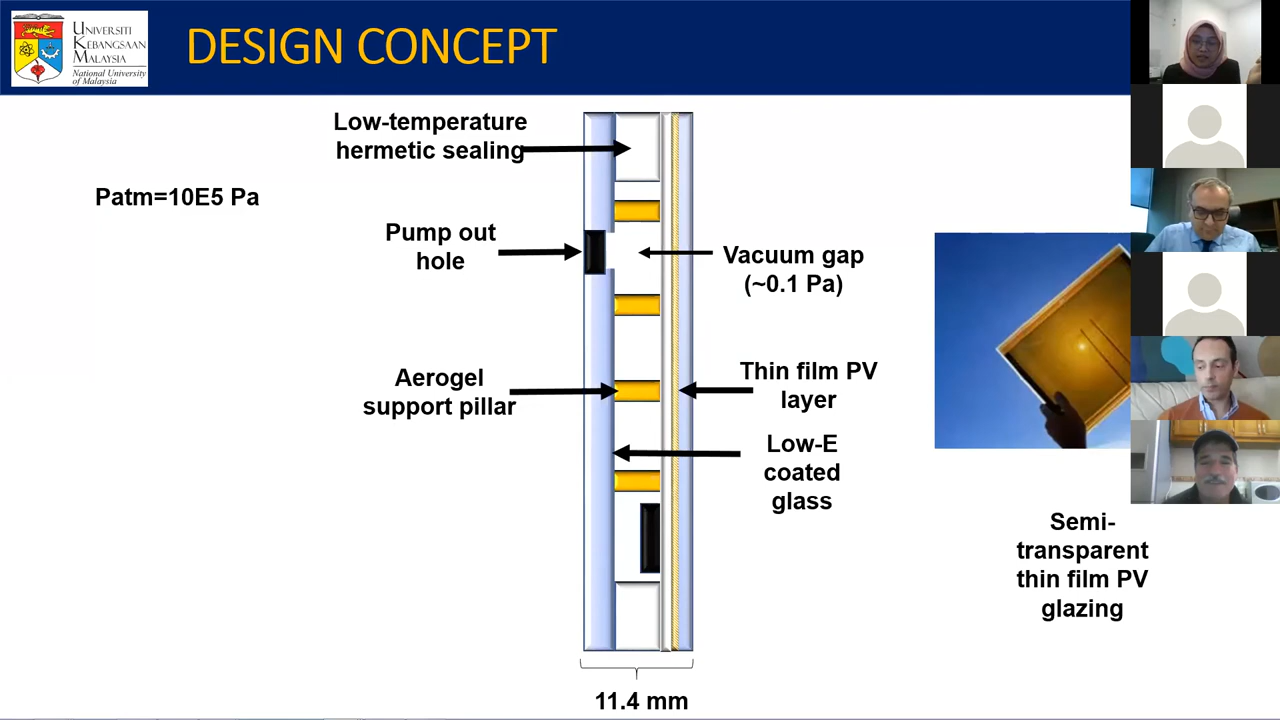 UNIVERSITI
KEBANGSAAN
MALAYSIA
National University
of Malaysia
DESIGN CONCEPT
Low-temperature
hermetic sealing
Patm=10E5 Pa
Pump out
hole
Vacuum gap
(~0.1 Pa)
Aerogel
support pillar
Thin film PV
layer
Low-E
coated
glass
Semi-
transparent
thin film PV
glazing
11.4 mm